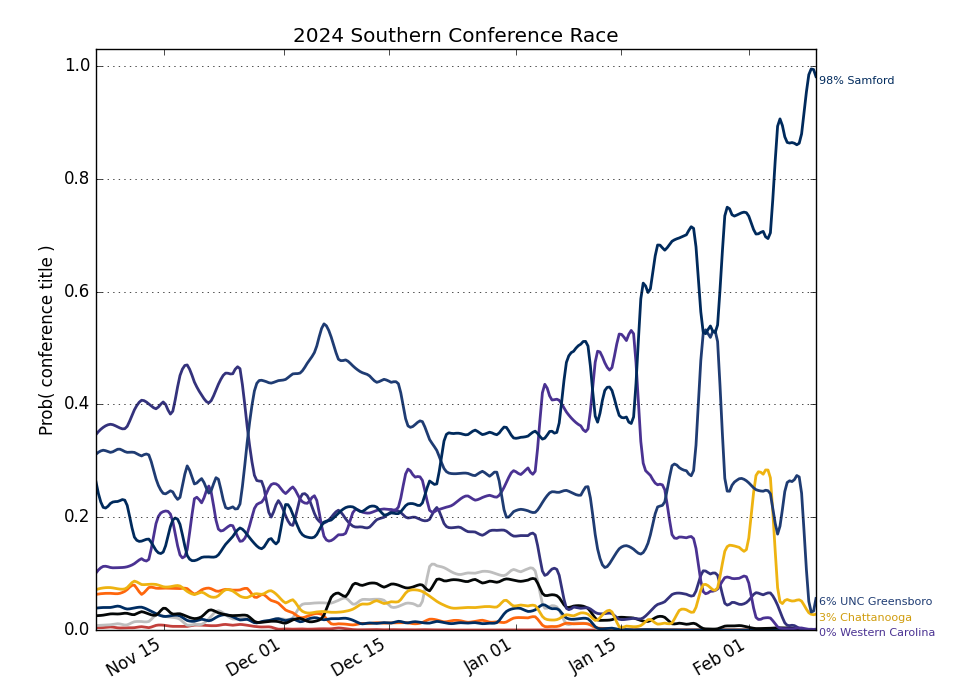 2024 Southern Conference Race
Prob( conference title )
1.0
0.8
0.6
0.4
0.2
0.0
98% Samford
6% UNC Greensboro
3% Chattanooga
0% Western Carolina
Nov 15
Dec 01
Dec 15
Jan 01
Jan 15
Feb 01